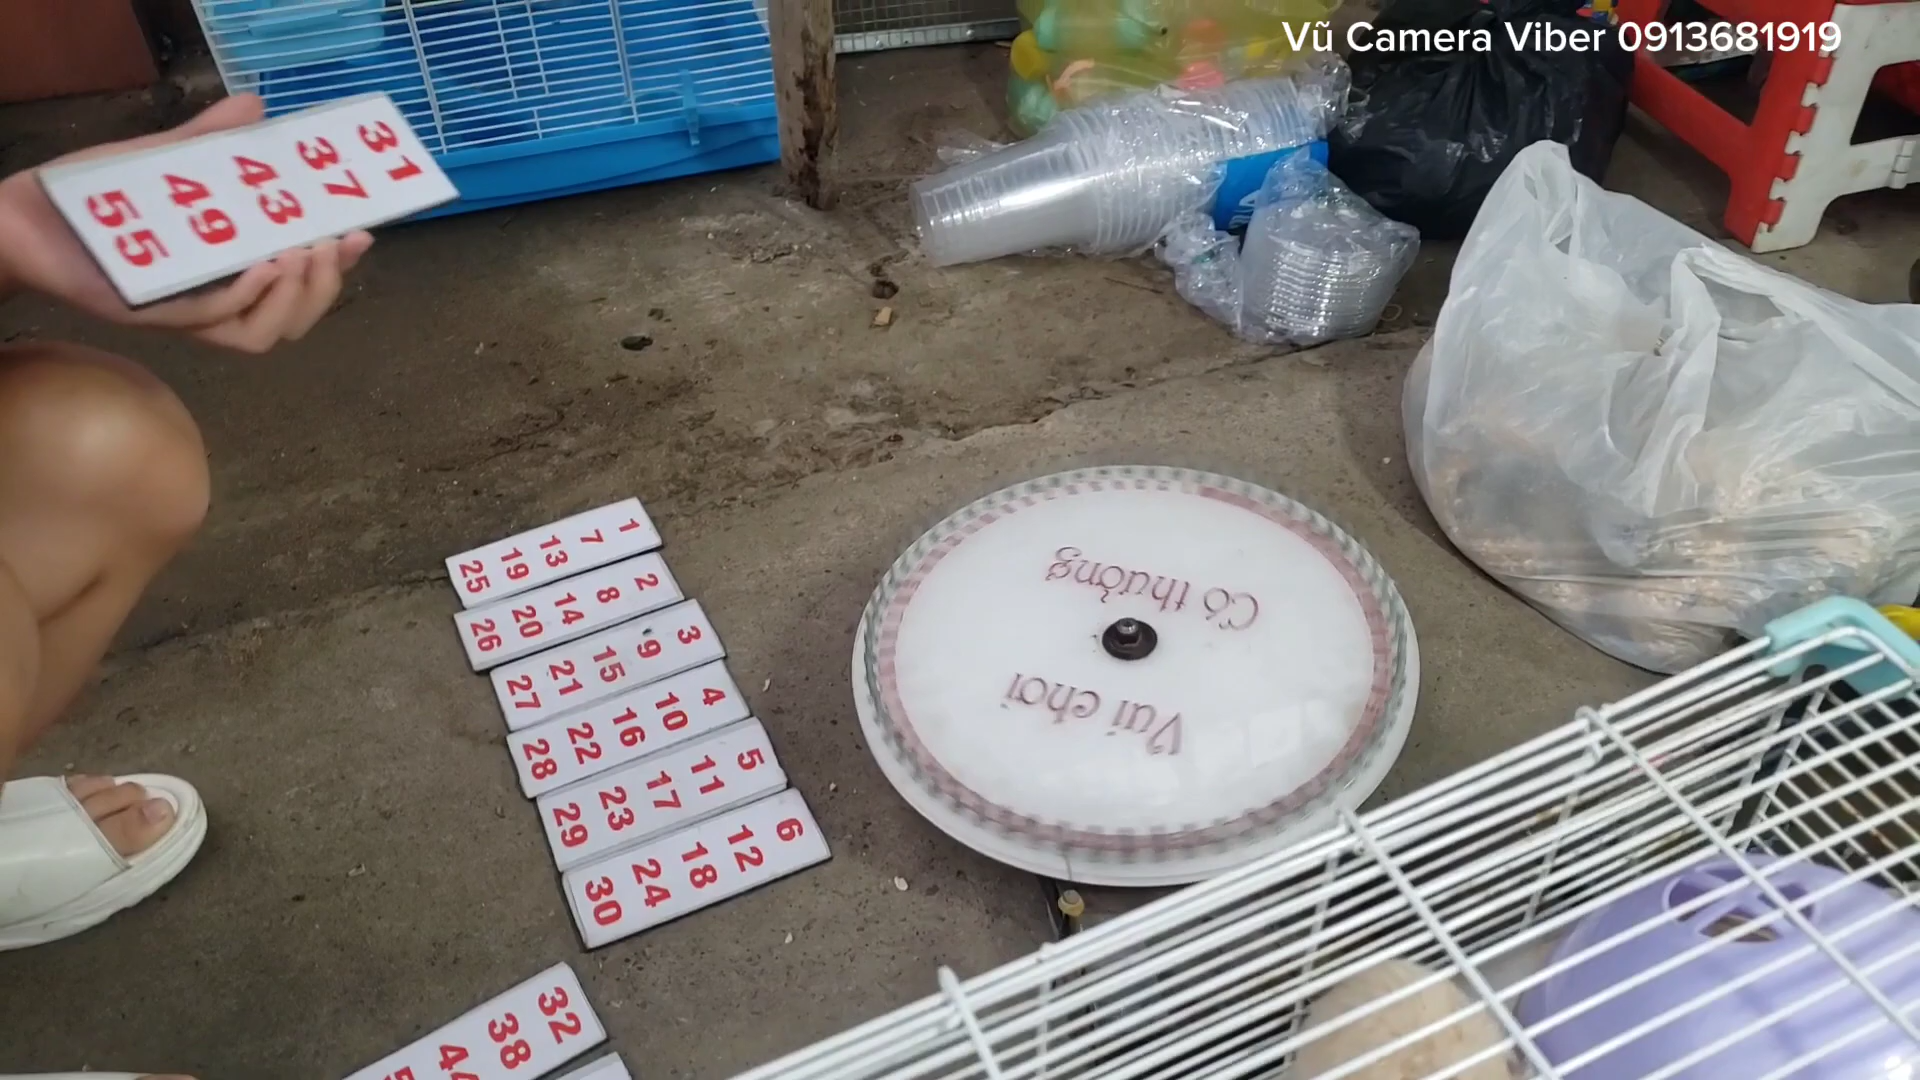 Vũ Camera Viber 0913681919
31 37 43 49 55
1 7 13 19 25
2 8 14 20 26
3 9 15 21 27
4 10 16 22 28
5 11 17 23 29
6 12 18 24 30
32 38
Vui chơi
Có thưởng